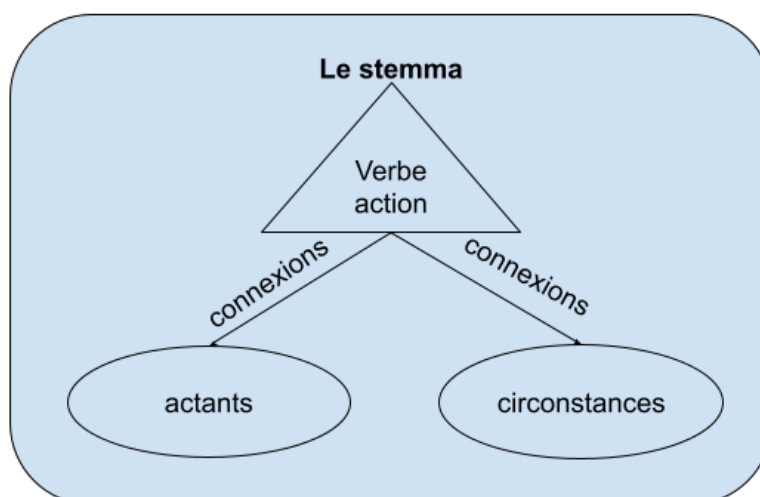 Le stemma
Verbe
action
connexions
connexions
actants
circonstances